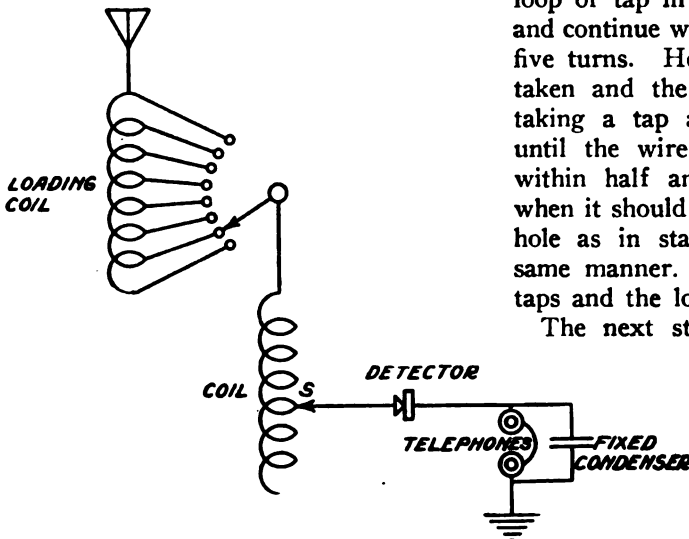 loop or tap in
and continue w
five turns. He
taken and the
taking a tap a
until the wire
within half an
when it should
hole as in sta
same manner.
taps and the lo
The next st
LOADING
COIL
COIL
S
DETECTOR
TELEPHONES
FIXED
CONDENSER